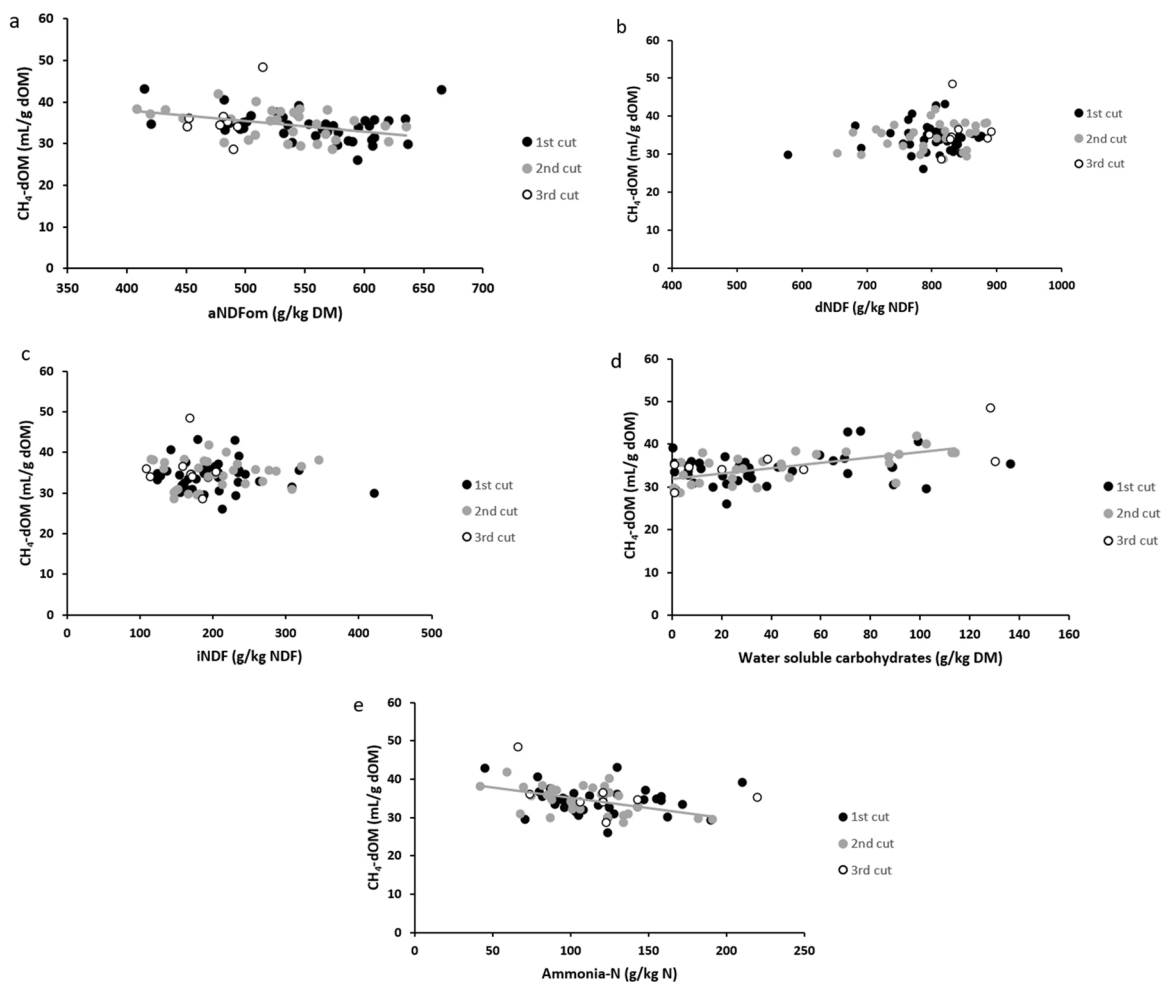 a
60
50
40
30
20
10
0
CH₄-dOM (mL/g dOM)
350 400 450 500 550 600 650 700
aNDFom (g/kg DM)
1st cut
2nd cut
3rd cut
b
60
50
40
30
20
10
0
CH₄-dOM (mL/g dOM)
400 500 600 700 800 900 1000
dNDF (g/kg NDF)
1st cut
2nd cut
3rd cut
c
60
50
40
30
20
10
0
CH₄-dOM (mL/g dOM)
0 100 200 300 400 500
iNDF (g/kg NDF)
1st cut
2nd cut
3rd cut
d
60
50
40
30
20
10
0
CH₄-dOM (mL/g dOM)
0 20 40 60 80 100 120 140 160
Water soluble carbohydrates (g/kg DM)
1st cut
2nd cut
3rd cut
e
60
50
40
30
20
10
0
CH₄-dOM (mL/g dOM)
0 50 100 150 200 250
Ammonia-N (g/kg N)
1st cut
2nd cut
3rd cut